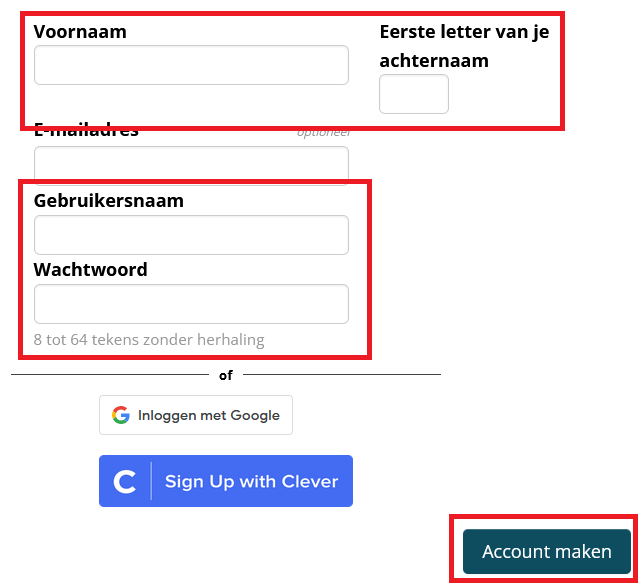 Voornaam
Eerste letter van je
achternaam
E-mailadres
optioneel
Gebruikersnaam
Wachtwoord
8 tot 64 tekens zonder herhaling
of
Inloggen met Google
C Sign Up with Clever
Account maken